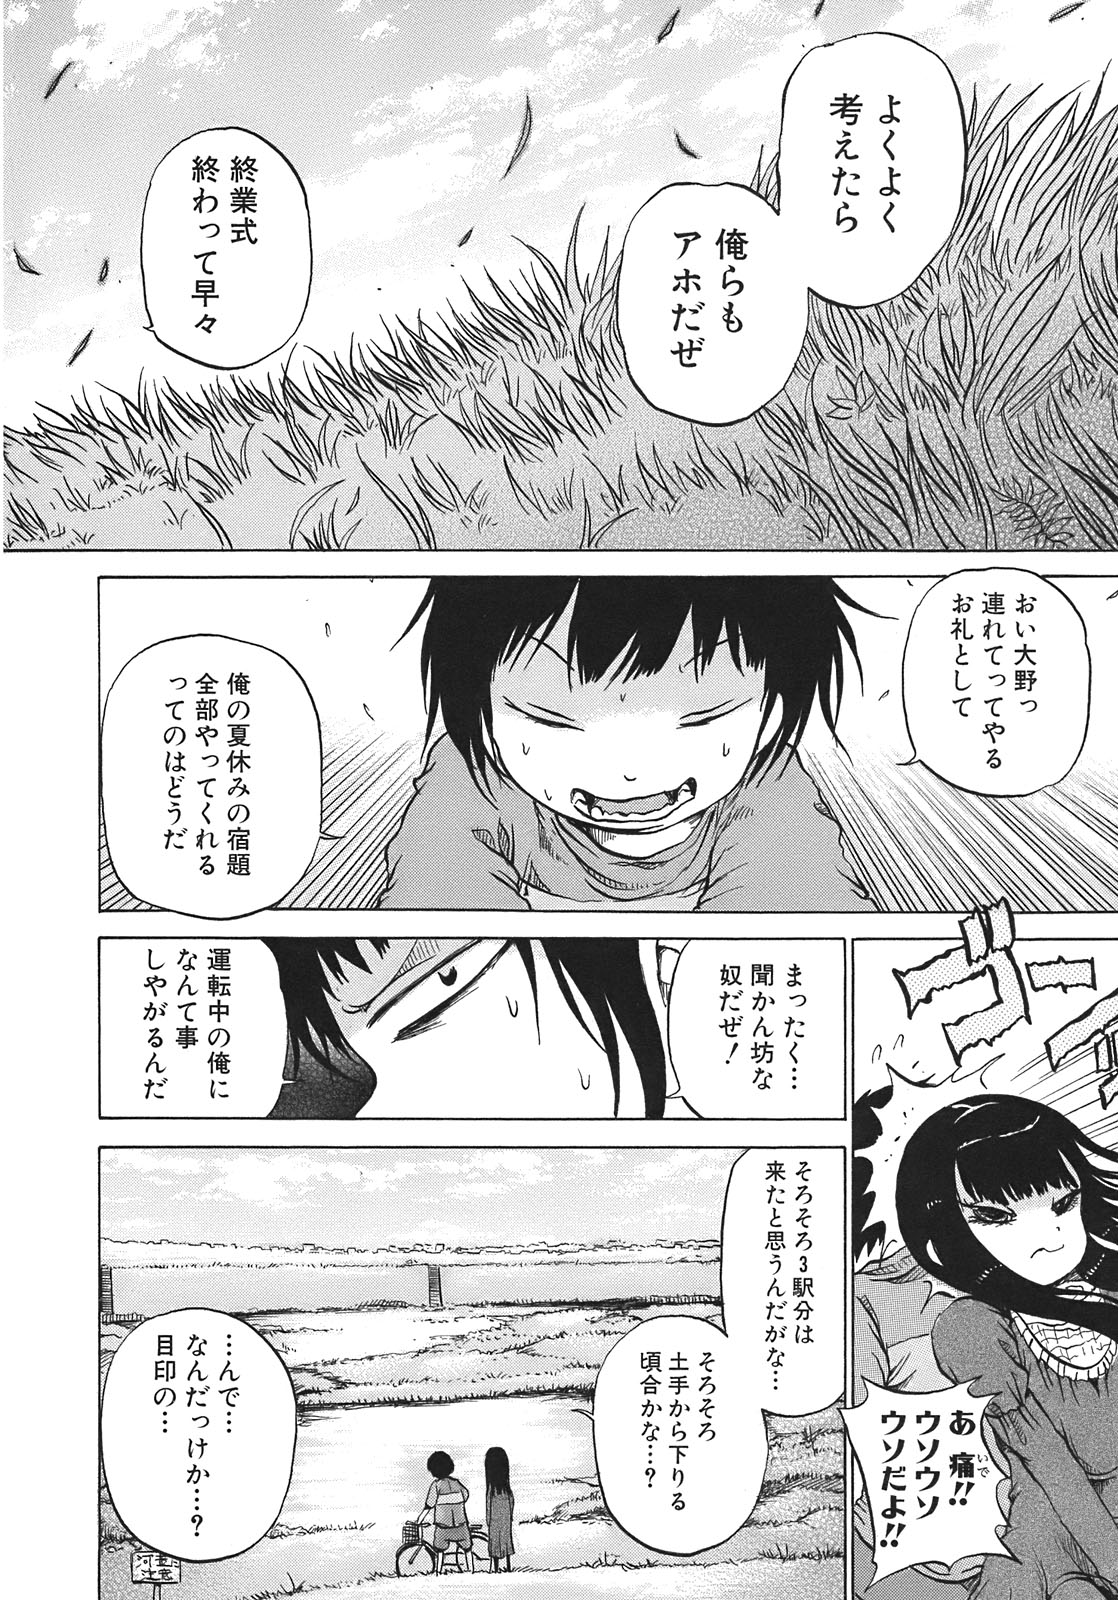 よくよく
考えたら
俺らも
アホだぜ
終業式
終わって早々
おい大野っ
連れてってやる
お礼として
俺の夏休みの宿題
全部やってくれる
ってのはどうだ
あ痛!!
いで
ウソウソ
ウソだよ!!
まったく…
聞かん坊な
奴だぜ!
運転中の俺に
なんて事
しやがるんだ
そろそろ3駅分は
来たと思うんだがな…
そろそろ
土手から下りる
頃合かな…?
…んで…
なんだっけか…?
目印の…